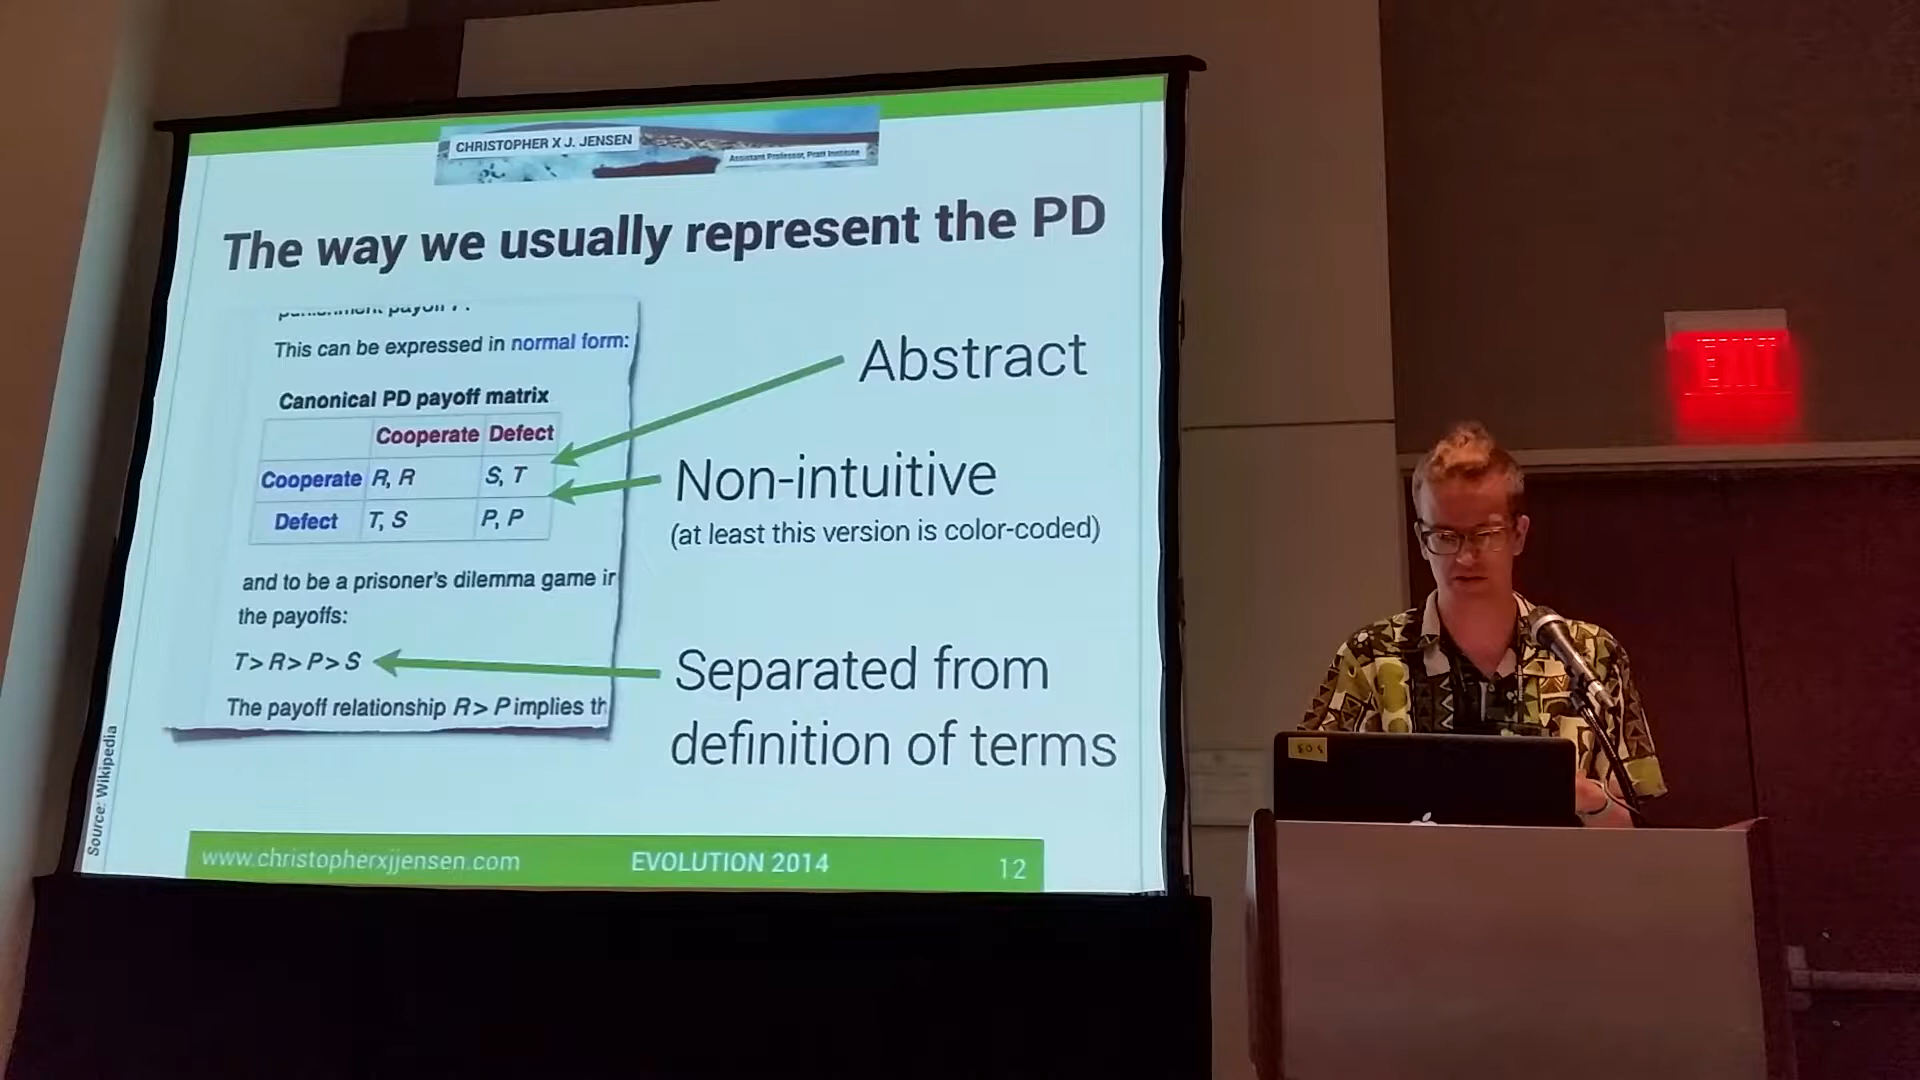 CHRISTOPHER X J. JENSEN
Assistant Professor, Pratt Institute
The way we usually represent the PD
This can be expressed in normal form:
Canonical PD payoff matrix
Cooperate Defect
Cooperate R, R S, T
Defect T, S P, P
and to be a prisoner's dilemma game in
the payoffs:
T > R > P > S
The payoff relationship R > P implies th
Abstract
Non-intuitive
(at least this version is color-coded)
Separated from
definition of terms
Source: Wikipedia
www.christopherxjjensen.com EVOLUTION 2014 12
EXIT